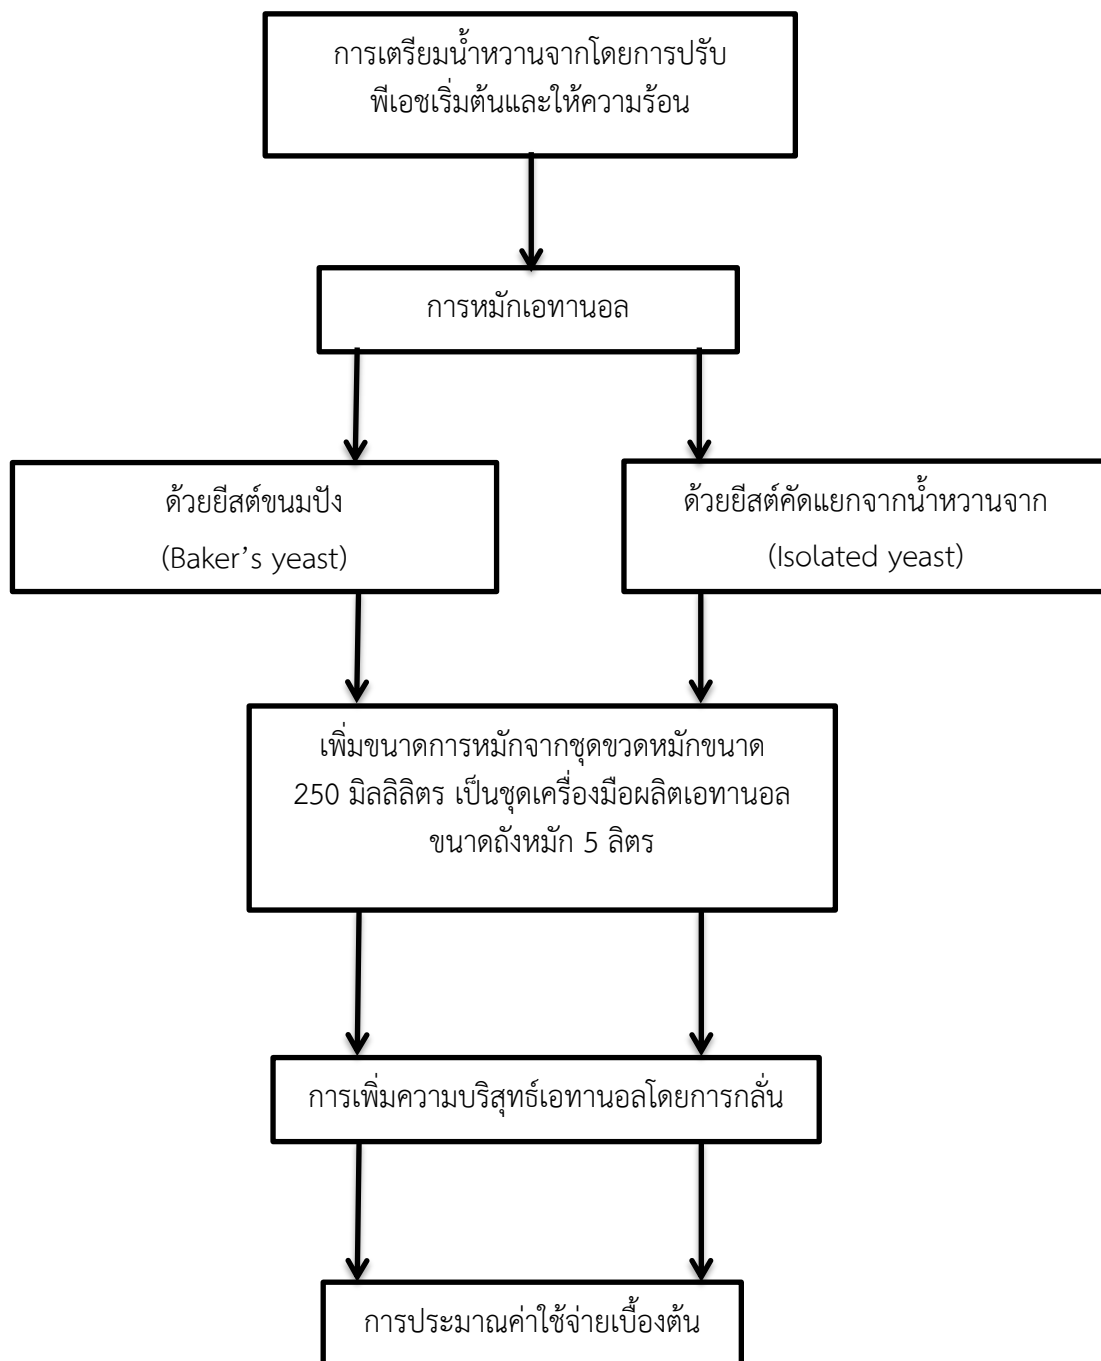 การเตรียมน้ำหวานจากโดยการปรับ
พีเอชเริ่มต้นและให้ความร้อน
การหมักเอทานอล
ด้วยยีสต์ขนมปัง
(Baker’s yeast)
ด้วยยีสต์คัดแยกจากน้ำหวานจาก
(Isolated yeast)
เพิ่มขนาดการหมักจากชุดขวดหมักขนาด
250 มิลลิลิตร เป็นชุดเครื่องมือผลิตเอทานอล
ขนาดถังหมัก 5 ลิตร
การเพิ่มความบริสุทธ์เอทานอลโดยการกลั่น
การประมาณค่าใช้จ่ายเบื้องต้น